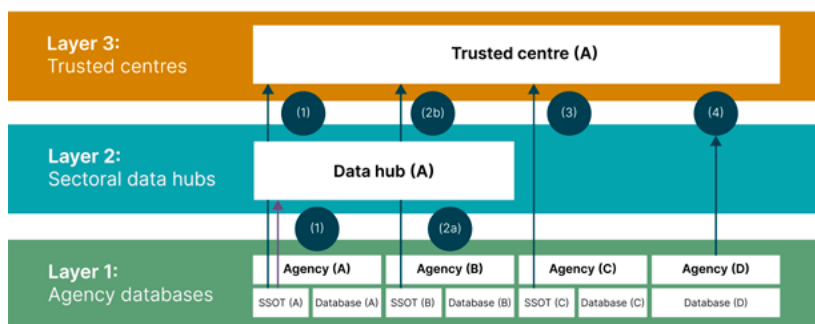 Layer 3:
Trusted centres
Trusted centre (A)
(1)
(2b)
(3)
(4)
Layer 2:
Sectoral data hubs
Data hub (A)
(1)
(2a)
Layer 1:
Agency databases
Agency (A)
Agency (B)
Agency (C)
Agency (D)
SSOT (A)
Database (A)
SSOT (B)
Database (B)
SSOT (C)
Database (C)
Database (D)